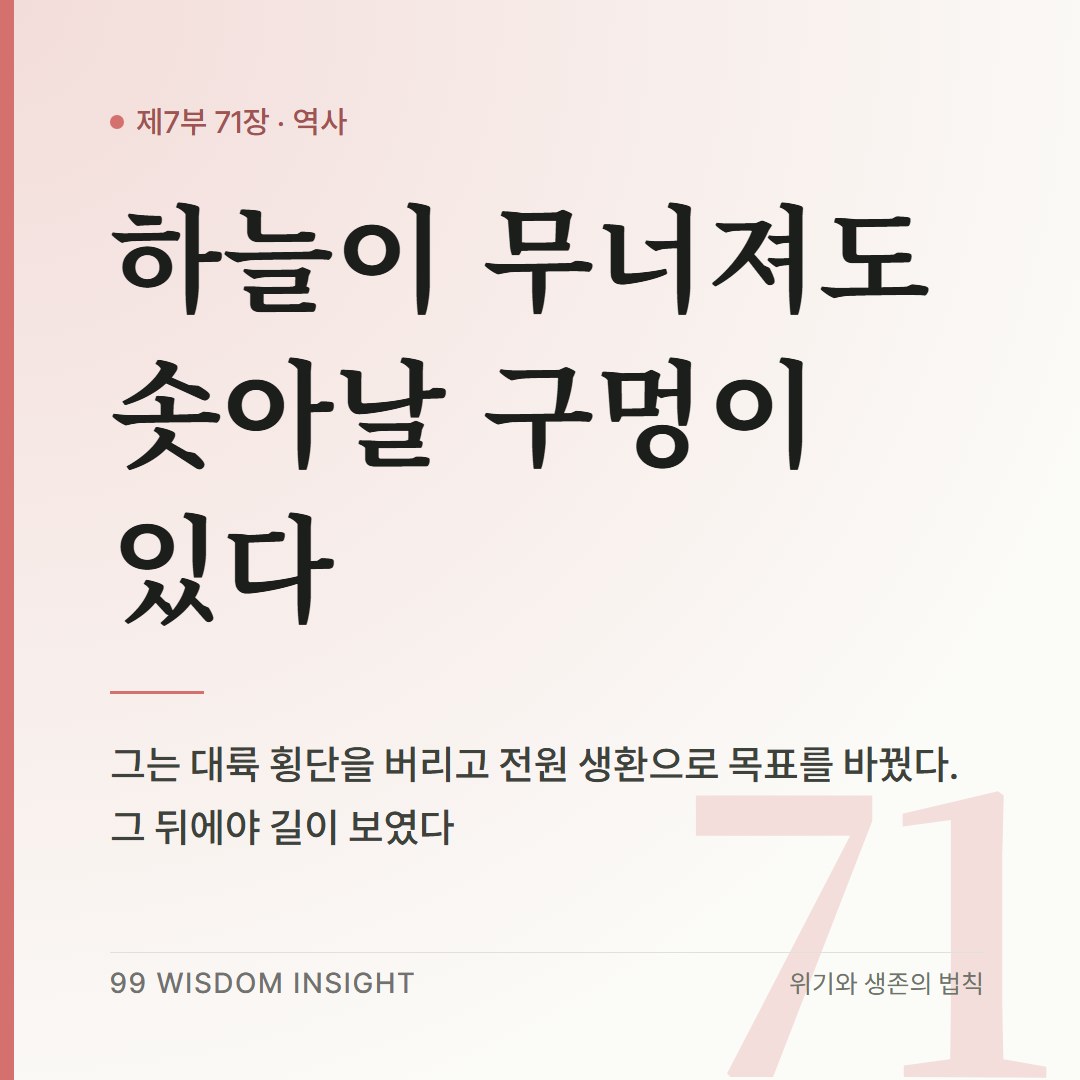 제7부 71장 · 역사
하늘이 무너져도
솟아날 구멍이
있다
그는 대륙 횡단을 버리고 전원 생환으로 목표를 바꿨다.
그 뒤에야 길이 보였다
71
99 WISDOM INSIGHT
위기와 생존의 법칙